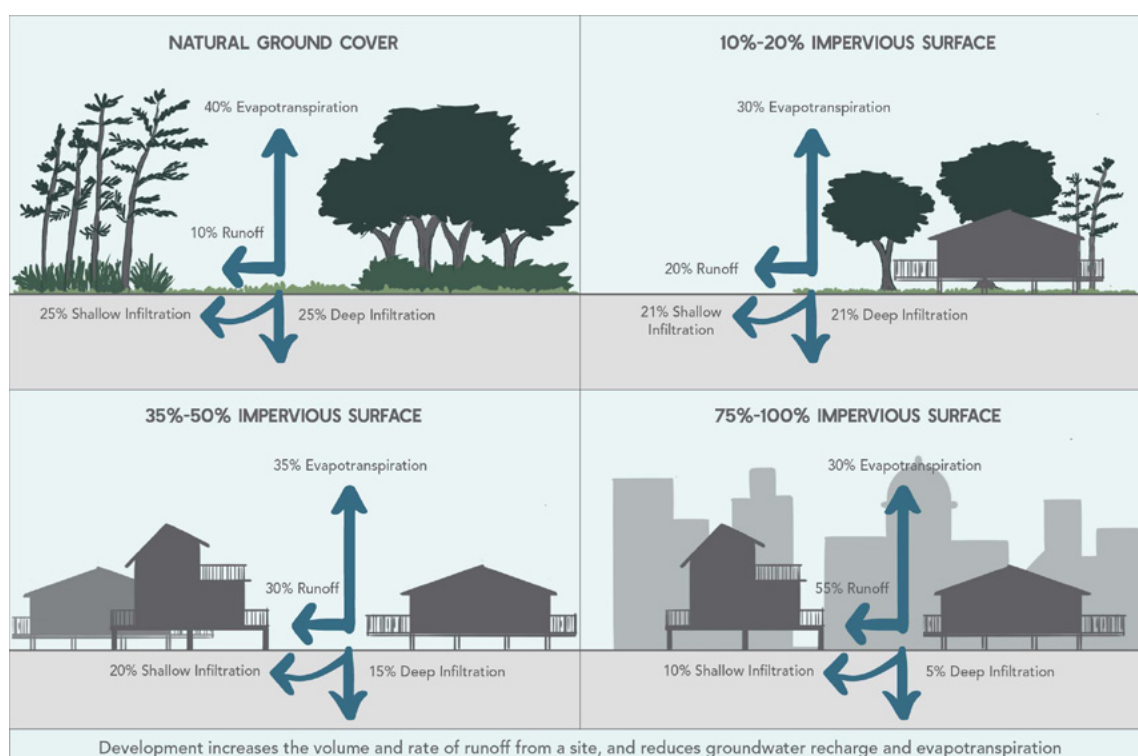 NATURAL GROUND COVER
40% Evapotranspiration
10% Runoff
25% Shallow Infiltration
25% Deep Infiltration
10%-20% IMPERVIOUS SURFACE
30% Evapotranspiration
20% Runoff
21% Shallow
Infiltration
21% Deep Infiltration
35%-50% IMPERVIOUS SURFACE
35% Evapotranspiration
30% Runoff
20% Shallow Infiltration
15% Deep Infiltration
75%-100% IMPERVIOUS SURFACE
30% Evapotranspiration
55% Runoff
10% Shallow Infiltration
5% Deep Infiltration
Development increases the volume and rate of runoff from a site, and reduces groundwater recharge and evapotranspiration